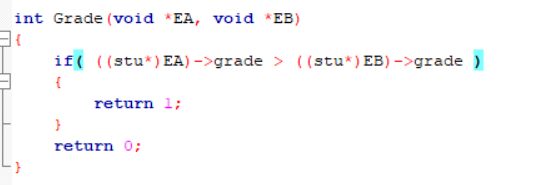 int Grade(void *EA, void *EB)
{
    if( ((stu*)EA)->grade > ((stu*)EB)->grade )
    {
        return 1;
    }
    return 0;
}